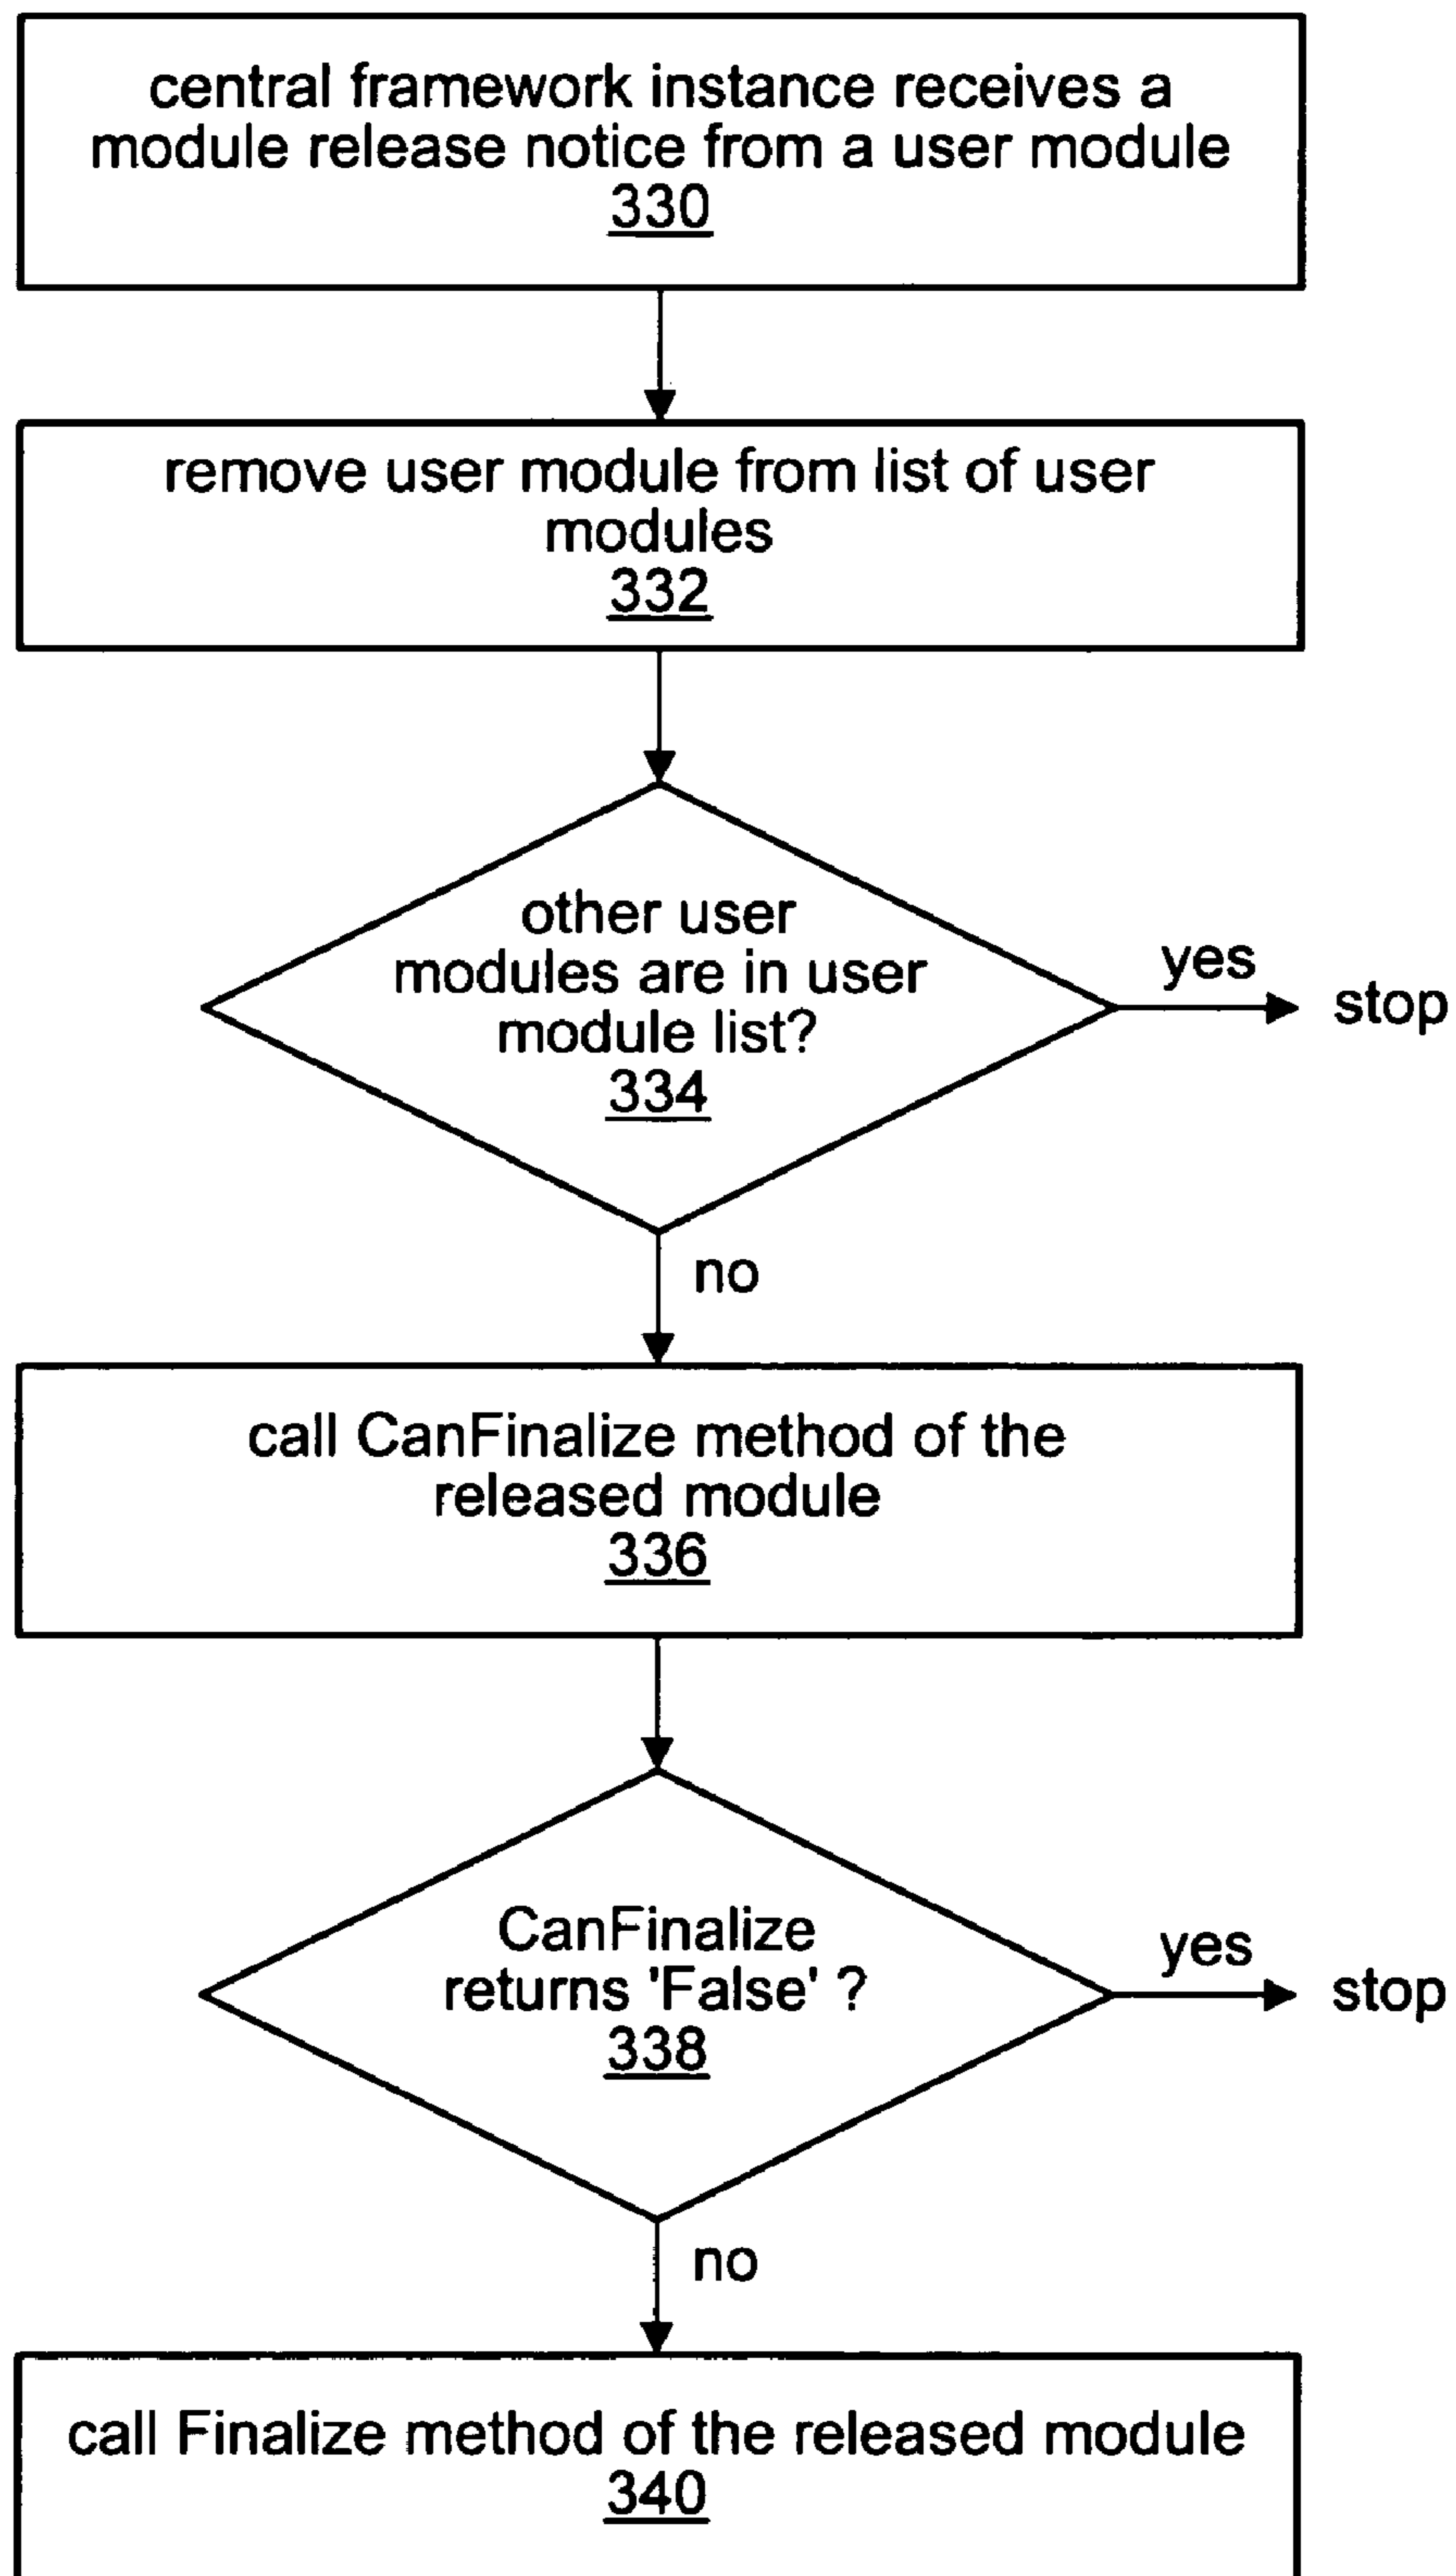 central framework instance receives a
module release notice from a user module
330
remove user module from list of user
modules
332
other user
modules are in user
module list?
334
yes
stop
no
call CanFinalize method of the
released module
336
CanFinalize
returns 'False' ?
338
yes
stop
no
call Finalize method of the released module
340